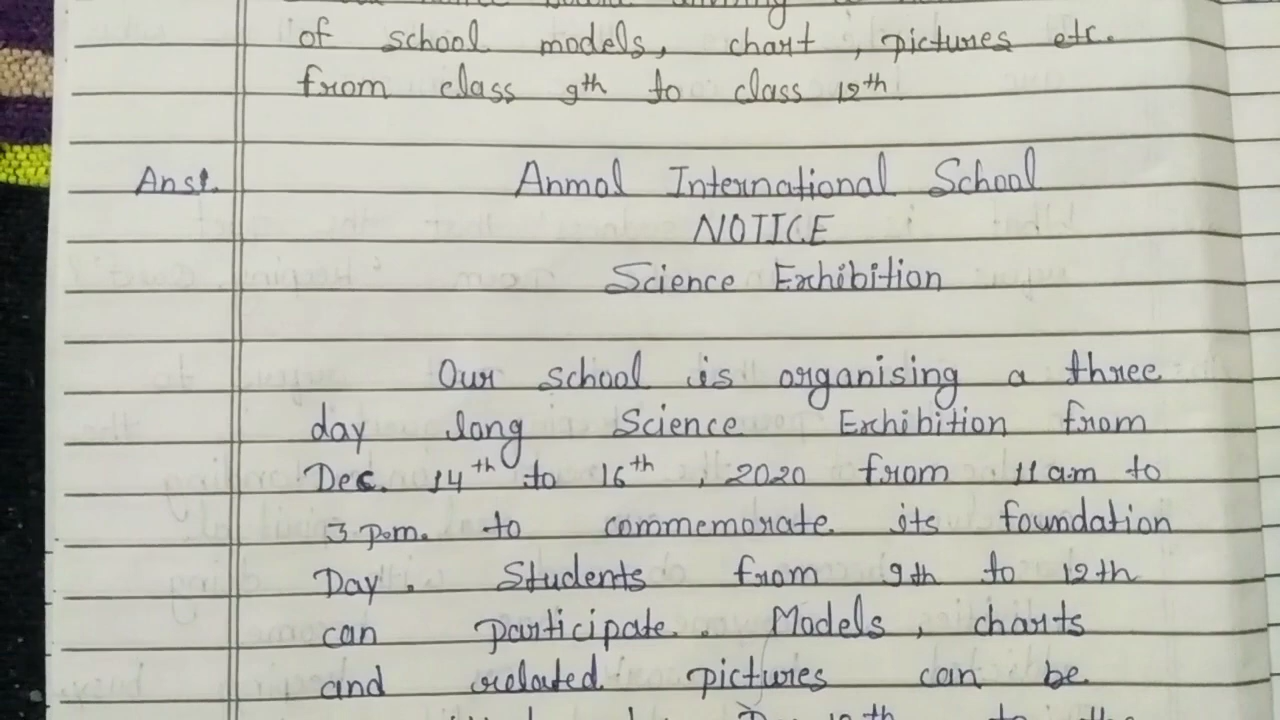 of school models, chart, pictures etc.
from class 9th to class 12th
Ans1. Anmol International School
NOTICE
Science Exhibition
Our school is organising a three
day long Science Exhibition from
Dec. 14th to 16th, 2020 from 11 am to
3 p.m. to commemorate its foundation
Day. Students from 9th to 12th
can participate. Models, charts
and related pictures can be